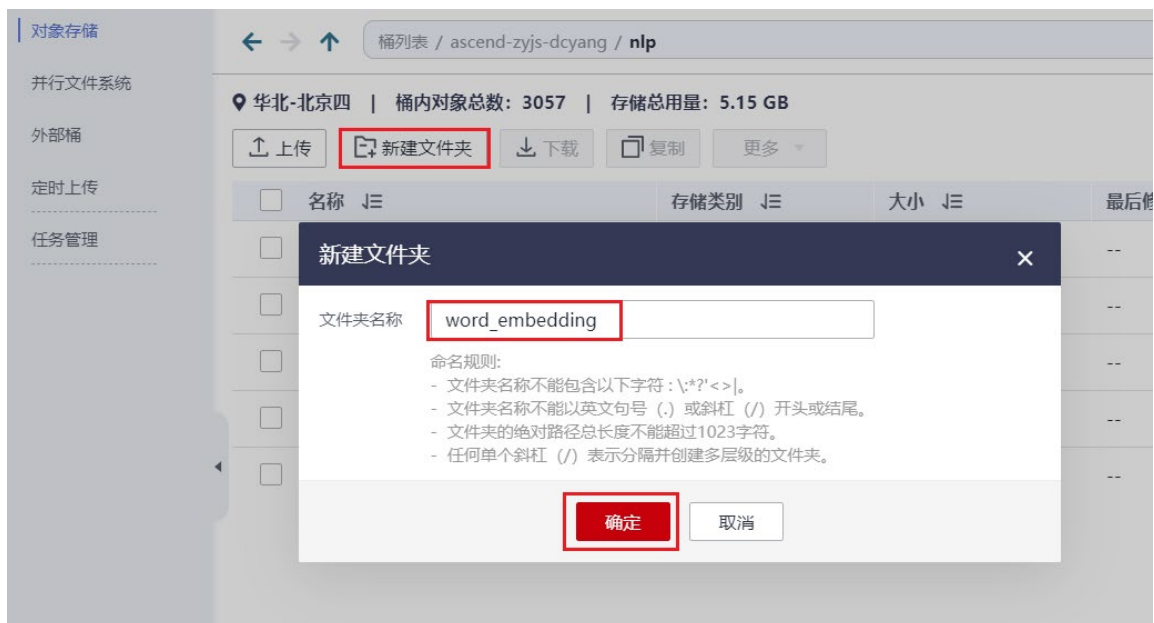 对象存储
并行文件系统
外部桶
定时上传
任务管理
桶列表 / ascend-zyjs-dcyang / nlp
华北-北京四 | 桶内对象总数：3057 | 存储总用量：5.15 GB
上传 新建文件夹 下载 复制 更多
名称 存储类别 大小 最后修
新建文件夹
--
文件夹名称 word_embedding
--
命名规则:
- 文件夹名称不能包含以下字符 : \:*?'<>|。
--
- 文件夹名称不能以英文句号（.）或斜杠（/）开头或结尾。
- 文件夹的绝对路径总长度不能超过1023字符。
--
- 任何单个斜杠（/）表示分隔并创建多层级的文件夹。
--
确定 取消